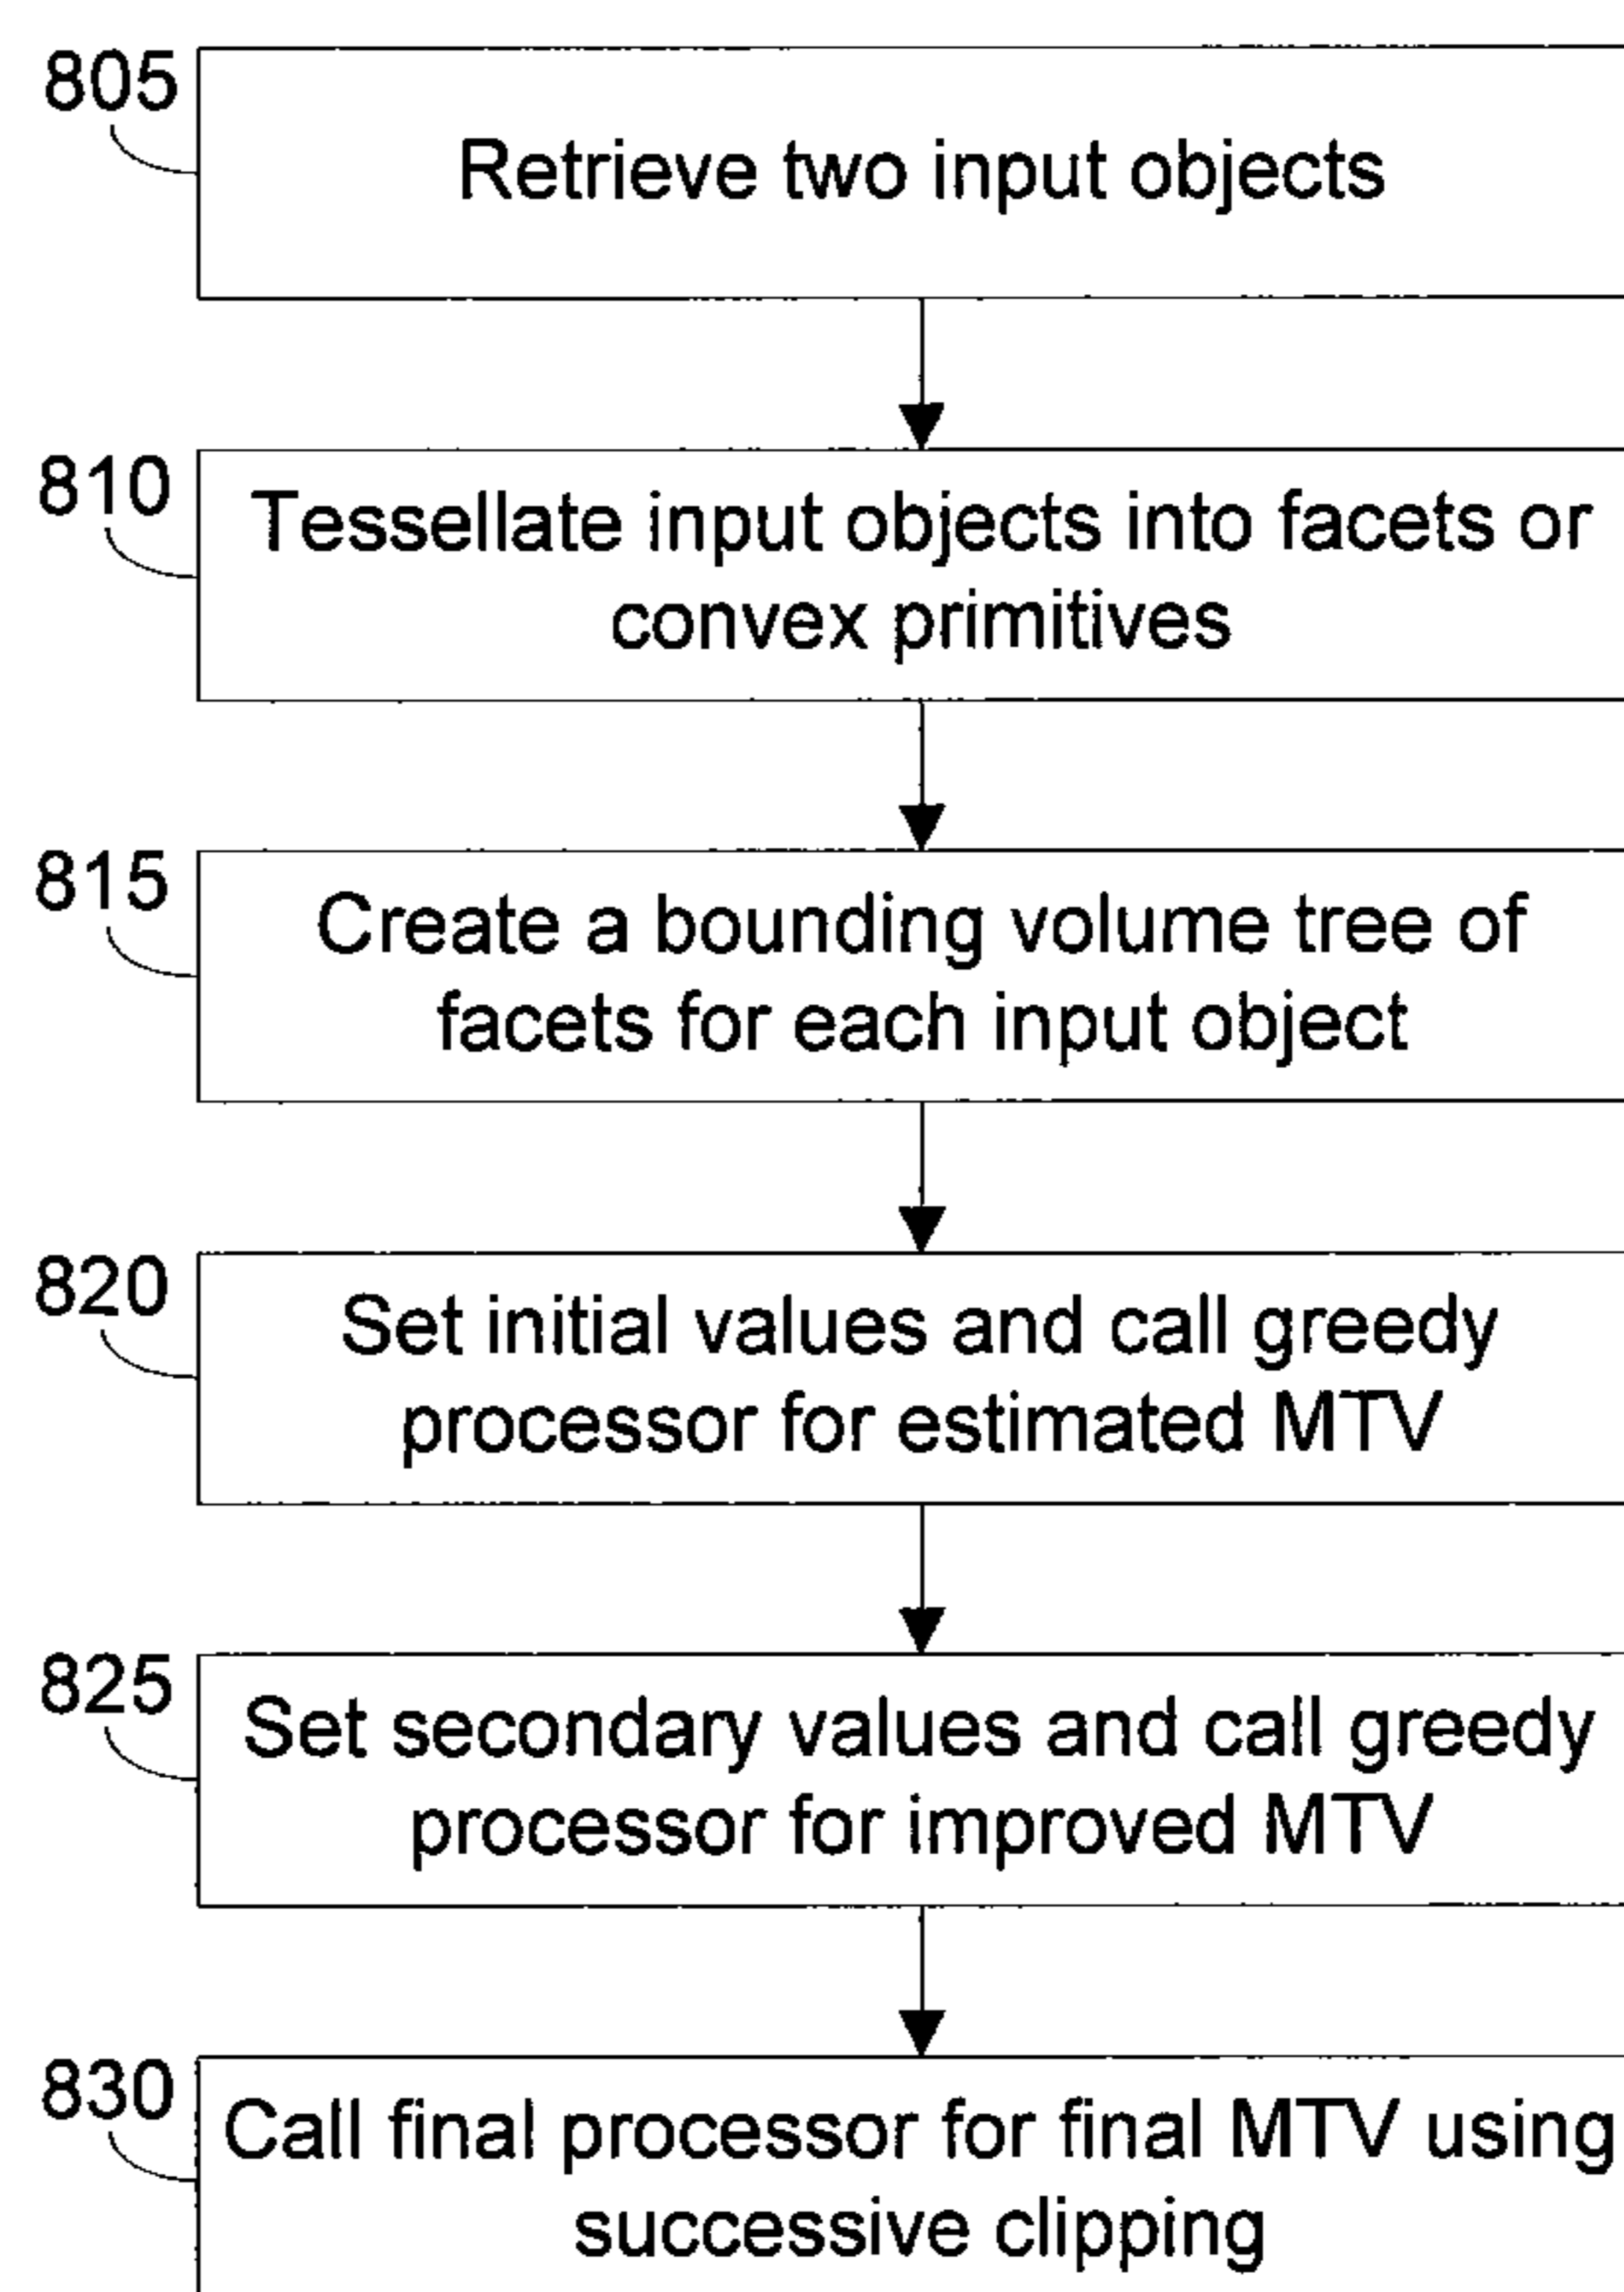 805
Retrieve two input objects
810
Tessellate input objects into facets or
convex primitives
815
Create a bounding volume tree of
facets for each input object
820
Set initial values and call greedy
processor for estimated MTV
825
Set secondary values and call greedy
processor for improved MTV
830
Call final processor for final MTV using
successive clipping